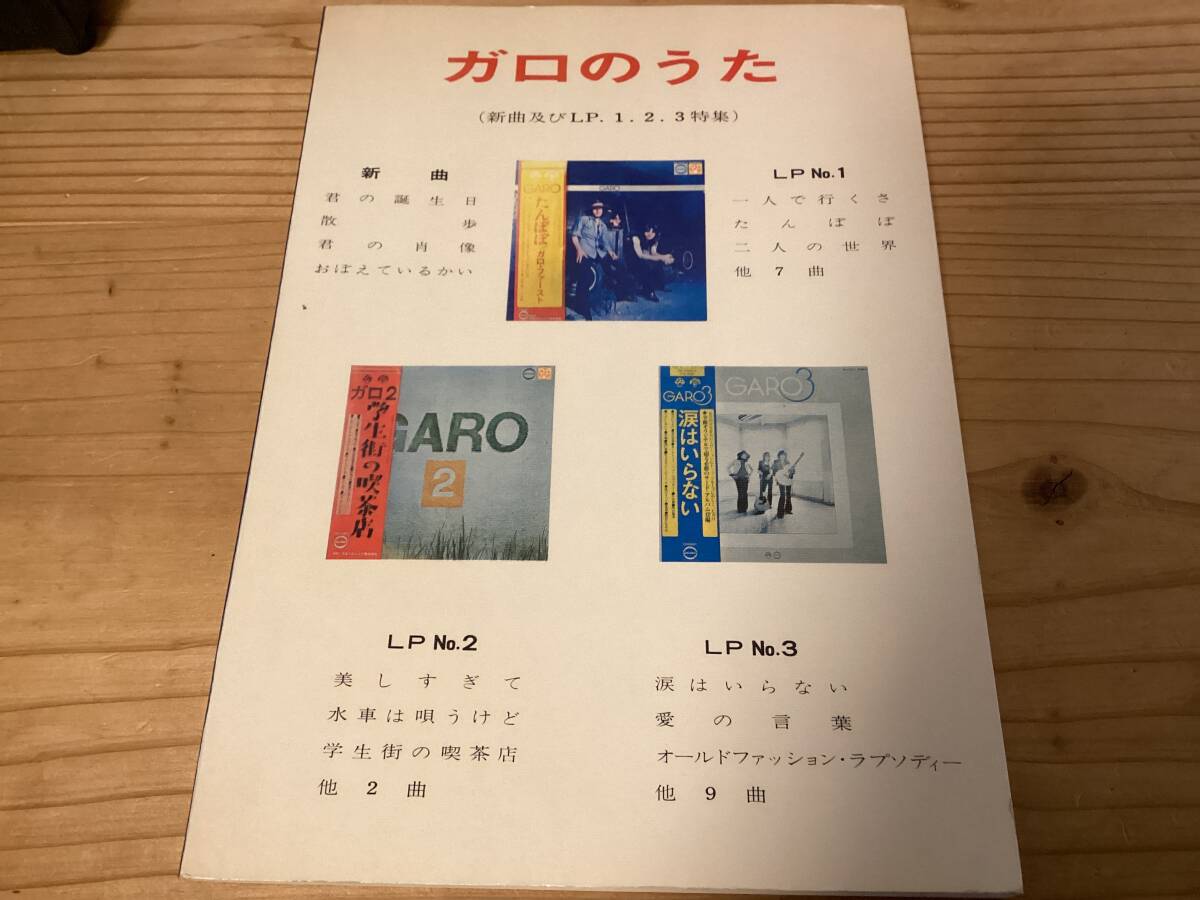 ガロのうた
(新曲及びLP. 1. 2. 3特集)
新曲
君の誕生日
散歩
君の肖像
おぼえているかい
GARO
たんぽぽ
ガロ・ファースト
GARO
LP No.1
一人で行くさ
たんぽぽ
二人の世界
他7曲
ガロ2
学生街の喫茶店
GARO
2
GARO3
涙はいらない
GARO3
LP No.2
美しすぎて
水車は唄うけど
学生街の喫茶店
他2曲
LP No.3
涙はいらない
愛の言葉
オールドファッション・ラプソディー
他9曲